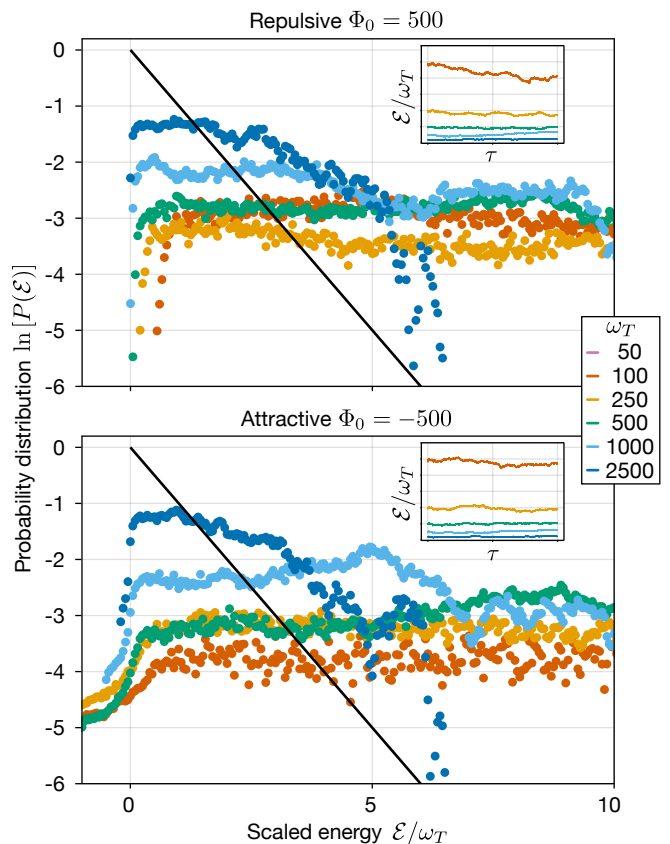 Repulsive Φ₀ = 500
0
-1
-2
-3
-4
-5
-6
ℰ/ω_T
τ
Probability distribution ln [P(ℰ)]
ω_T
50
100
250
500
1000
2500
Attractive Φ₀ = −500
0
-1
-2
-3
-4
-5
-6
ℰ/ω_T
τ
0 5 10
Scaled energy ℰ/ω_T